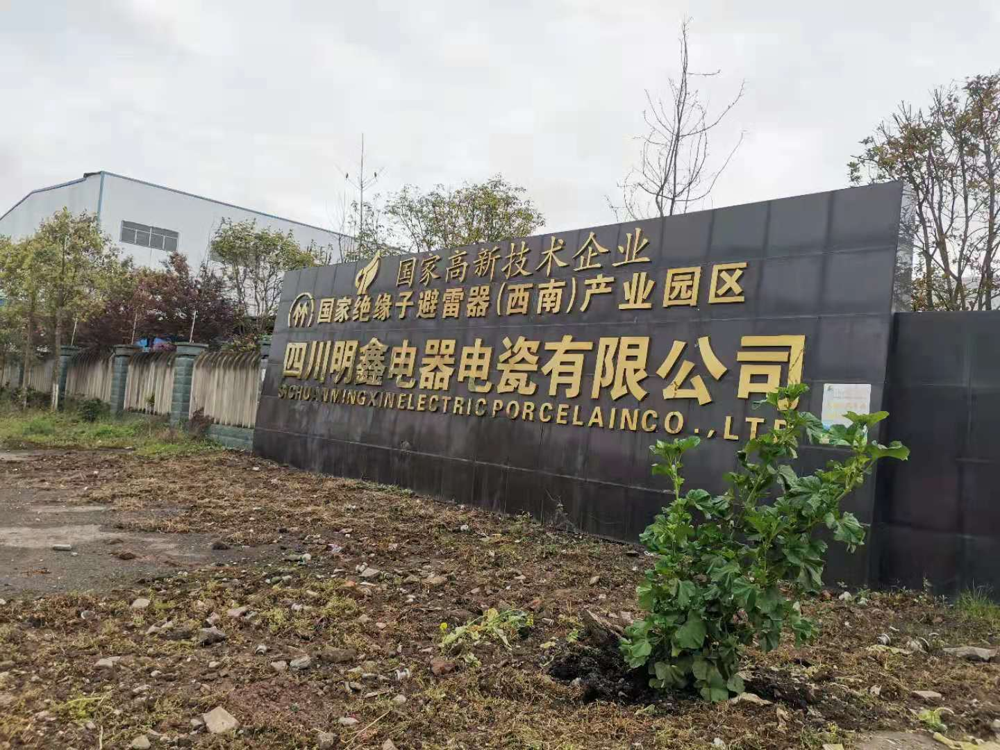 国家高新技术企业
国家绝缘子避雷器(西南)产业园区
四川明鑫电器电瓷有限公司
SICHUANMINGXINELECTRICPORCELAINCO.,LTD